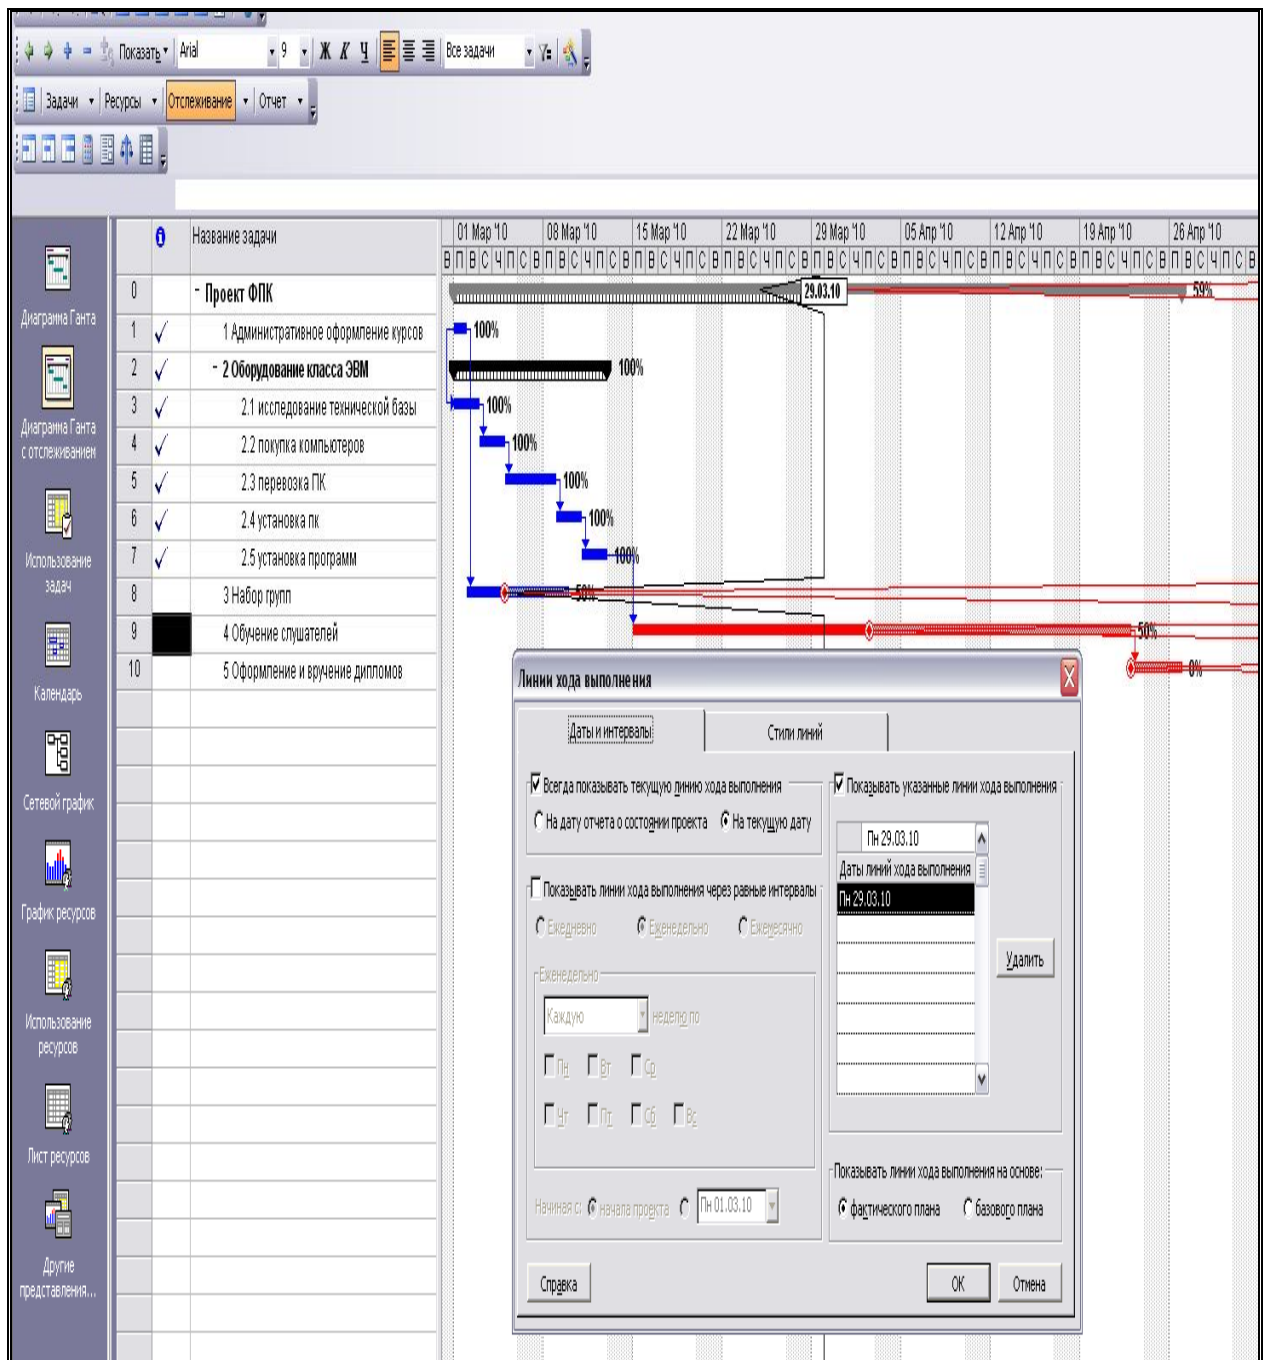 Показать Arial 9 Ж К Ч Все задачи
Задачи Ресурсы Отслеживание Отчет
Название задачи
01 Мар '10 08 Мар '10 15 Мар '10 22 Мар '10 29 Мар '10 05 Апр '10 12 Апр '10 19 Апр '10 26 Апр '10
В П В С Ч П С В П В С Ч П С В П В С Ч П С В П В С Ч П С В П В С Ч П С В П В С Ч П С В П В С Ч П С В П В С Ч П С В П В С Ч П С В
0 - Проект ФПК 29.03.10 59%
1 1 Административное оформление курсов 100%
2 - 2 Оборудование класса ЭВМ 100%
3 2.1 исследование технической базы 100%
4 2.2 покупка компьютеров 100%
5 2.3 перевозка ПК 100%
6 2.4 установка пк 100%
7 2.5 установка программ 100%
8 3 Набор групп 50%
9 4 Обучение слушателей 50%
10 5 Оформление и вручение дипломов 0%
Диаграмма Ганта
Диаграмма Ганта
с отслеживанием
Использование
задач
Календарь
Сетевой график
График ресурсов
Использование
ресурсов
Лист ресурсов
Другие
представления...
Линии хода выполнения
Даты и интервалы Стили линий
Всегда показывать текущую линию хода выполнения
На дату отчета о состоянии проекта На текущую дату
Показывать линии хода выполнения через равные интервалы
Ежедневно Еженедельно Ежемесячно
Еженедельно
Каждую неделю по
Пн Вт Ср
Чт Пт Сб Вс
Начиная с: начала проекта Пн 01.03.10
Показывать указанные линии хода выполнения
Пн 29.03.10
Даты линий хода выполнения
Пн 29.03.10
Удалить
Показывать линии хода выполнения на основе:
фактического плана базового плана
Справка OK Отмена